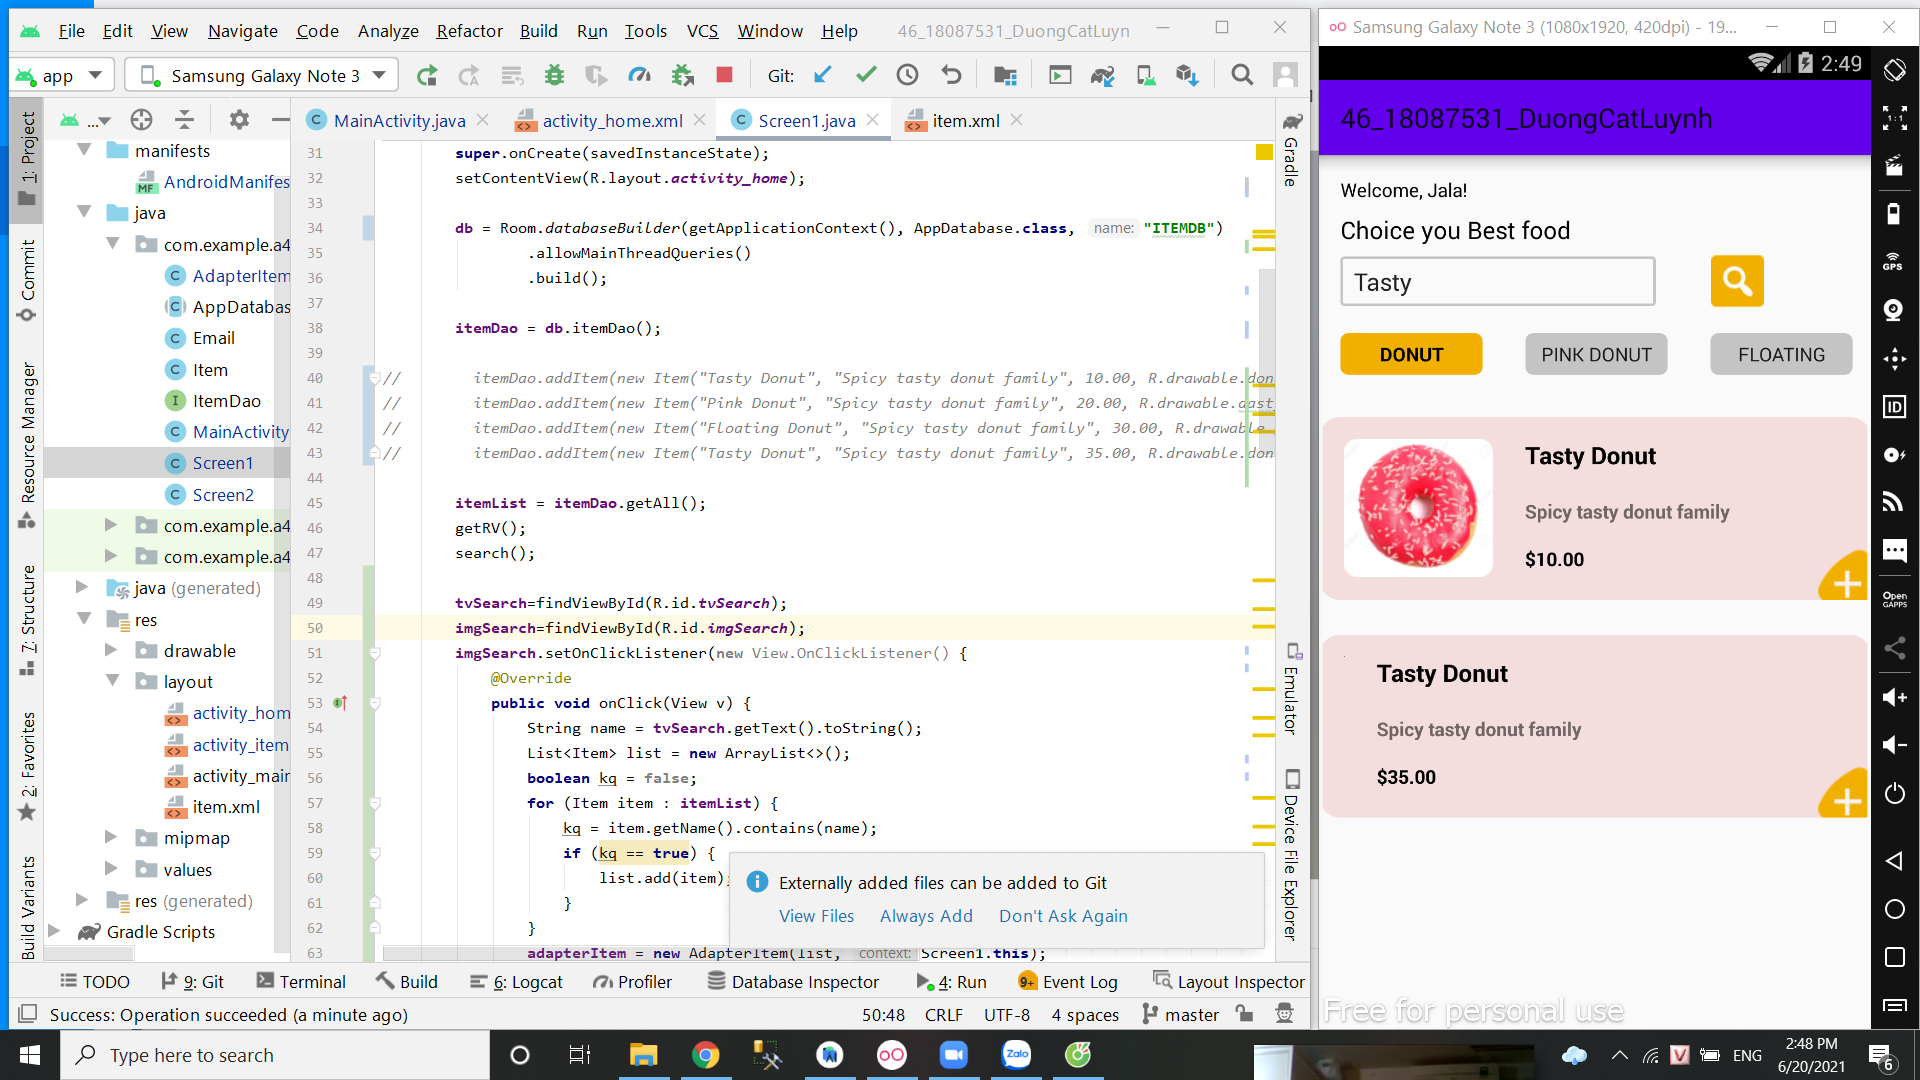 File Edit View Navigate Code Analyze Refactor Build Run Tools VCS Window Help 46_18087531_DuongCatLuyn
app Samsung Galaxy Note 3 Git:
MainActivity.java activity_home.xml Screen1.java item.xml
1: Project
Commit
Resource Manager
7: Structure
2: Favorites
Build Variants
manifests
AndroidManifes
java
com.example.a4
AdapterItem
AppDatabas
Email
Item
ItemDao
MainActivity
Screen1
Screen2
com.example.a4
com.example.a4
java (generated)
res
drawable
layout
activity_hom
activity_item
activity_mair
item.xml
mipmap
values
res (generated)
Gradle Scripts
31 super.onCreate(savedInstanceState);
32 setContentView(R.layout.activity_home);
33
34 db = Room.databaseBuilder(getApplicationContext(), AppDatabase.class, name: "ITEMDB")
35 .allowMainThreadQueries()
36 .build();
37
38 itemDao = db.itemDao();
39
40 // itemDao.addItem(new Item("Tasty Donut", "Spicy tasty donut family", 10.00, R.drawable.don
41 // itemDao.addItem(new Item("Pink Donut", "Spicy tasty donut family", 20.00, R.drawable.tast
42 // itemDao.addItem(new Item("Floating Donut", "Spicy tasty donut family", 30.00, R.drawable.
43 // itemDao.addItem(new Item("Tasty Donut", "Spicy tasty donut family", 35.00, R.drawable.don
44
45 itemList = itemDao.getAll();
46 getRV();
47 search();
48
49 tvSearch=findViewById(R.id.tvSearch);
50 imgSearch=findViewById(R.id.imgSearch);
51 imgSearch.setOnClickListener(new View.OnClickListener() {
52 @Override
53 public void onClick(View v) {
54 String name = tvSearch.getText().toString();
55 List<Item> list = new ArrayList<>();
56 boolean kq = false;
57 for (Item item : itemList) {
58 kq = item.getName().contains(name);
59 if (kq == true) {
60 list.add(item);
61 }
62 }
63 adapterItem = new AdapterItem(list, context: Screen1.this);
Externally added files can be added to Git
View Files Always Add Don't Ask Again
Gradle
Emulator
Device File Explorer
TODO 9: Git Terminal Build 6: Logcat Profiler Database Inspector 4: Run 9+ Event Log Layout Inspector
Success: Operation succeeded (a minute ago) 50:48 CRLF UTF-8 4 spaces master
Samsung Galaxy Note 3 (1080x1920, 420dpi) - 19...
2:49
46_18087531_DuongCatLuynh
Welcome, Jala!
Choice you Best food
Tasty
DONUT PINK DONUT FLOATING
Tasty Donut
Spicy tasty donut family
$10.00
Tasty Donut
Spicy tasty donut family
$35.00
Free for personal use
1:1
GPS
ID
Open
GAPPS
Type here to search
Zalo
ENG
2:48 PM
6/20/2021
6